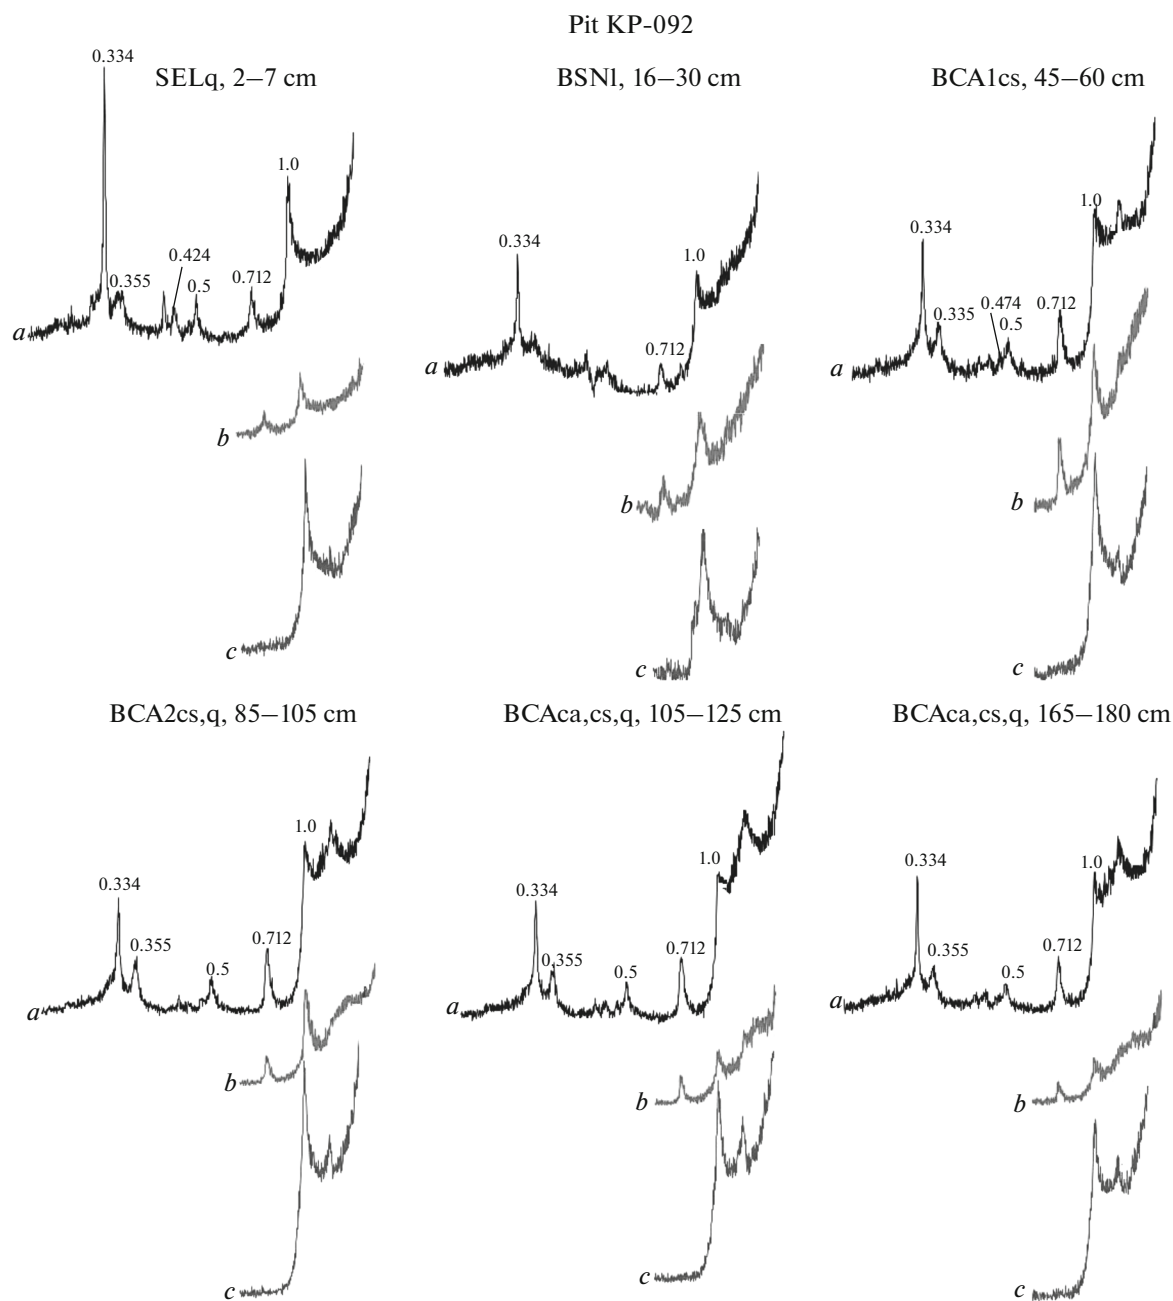 Pit KP-092
SELq, 2–7 cm
0.334
0.355
0.424
0.5
0.712
1.0
a
b
c
BSNl, 16–30 cm
0.334
0.712
1.0
a
b
c
BCA1cs, 45–60 cm
0.334
0.335
0.474
0.5
0.712
1.0
a
b
c
BCA2cs,q, 85–105 cm
0.334
0.355
0.5
0.712
1.0
a
b
c
BCAca,cs,q, 105–125 cm
0.334
0.355
0.5
0.712
1.0
a
b
c
BCAca,cs,q, 165–180 cm
0.334
0.355
0.5
0.712
1.0
a
b
c